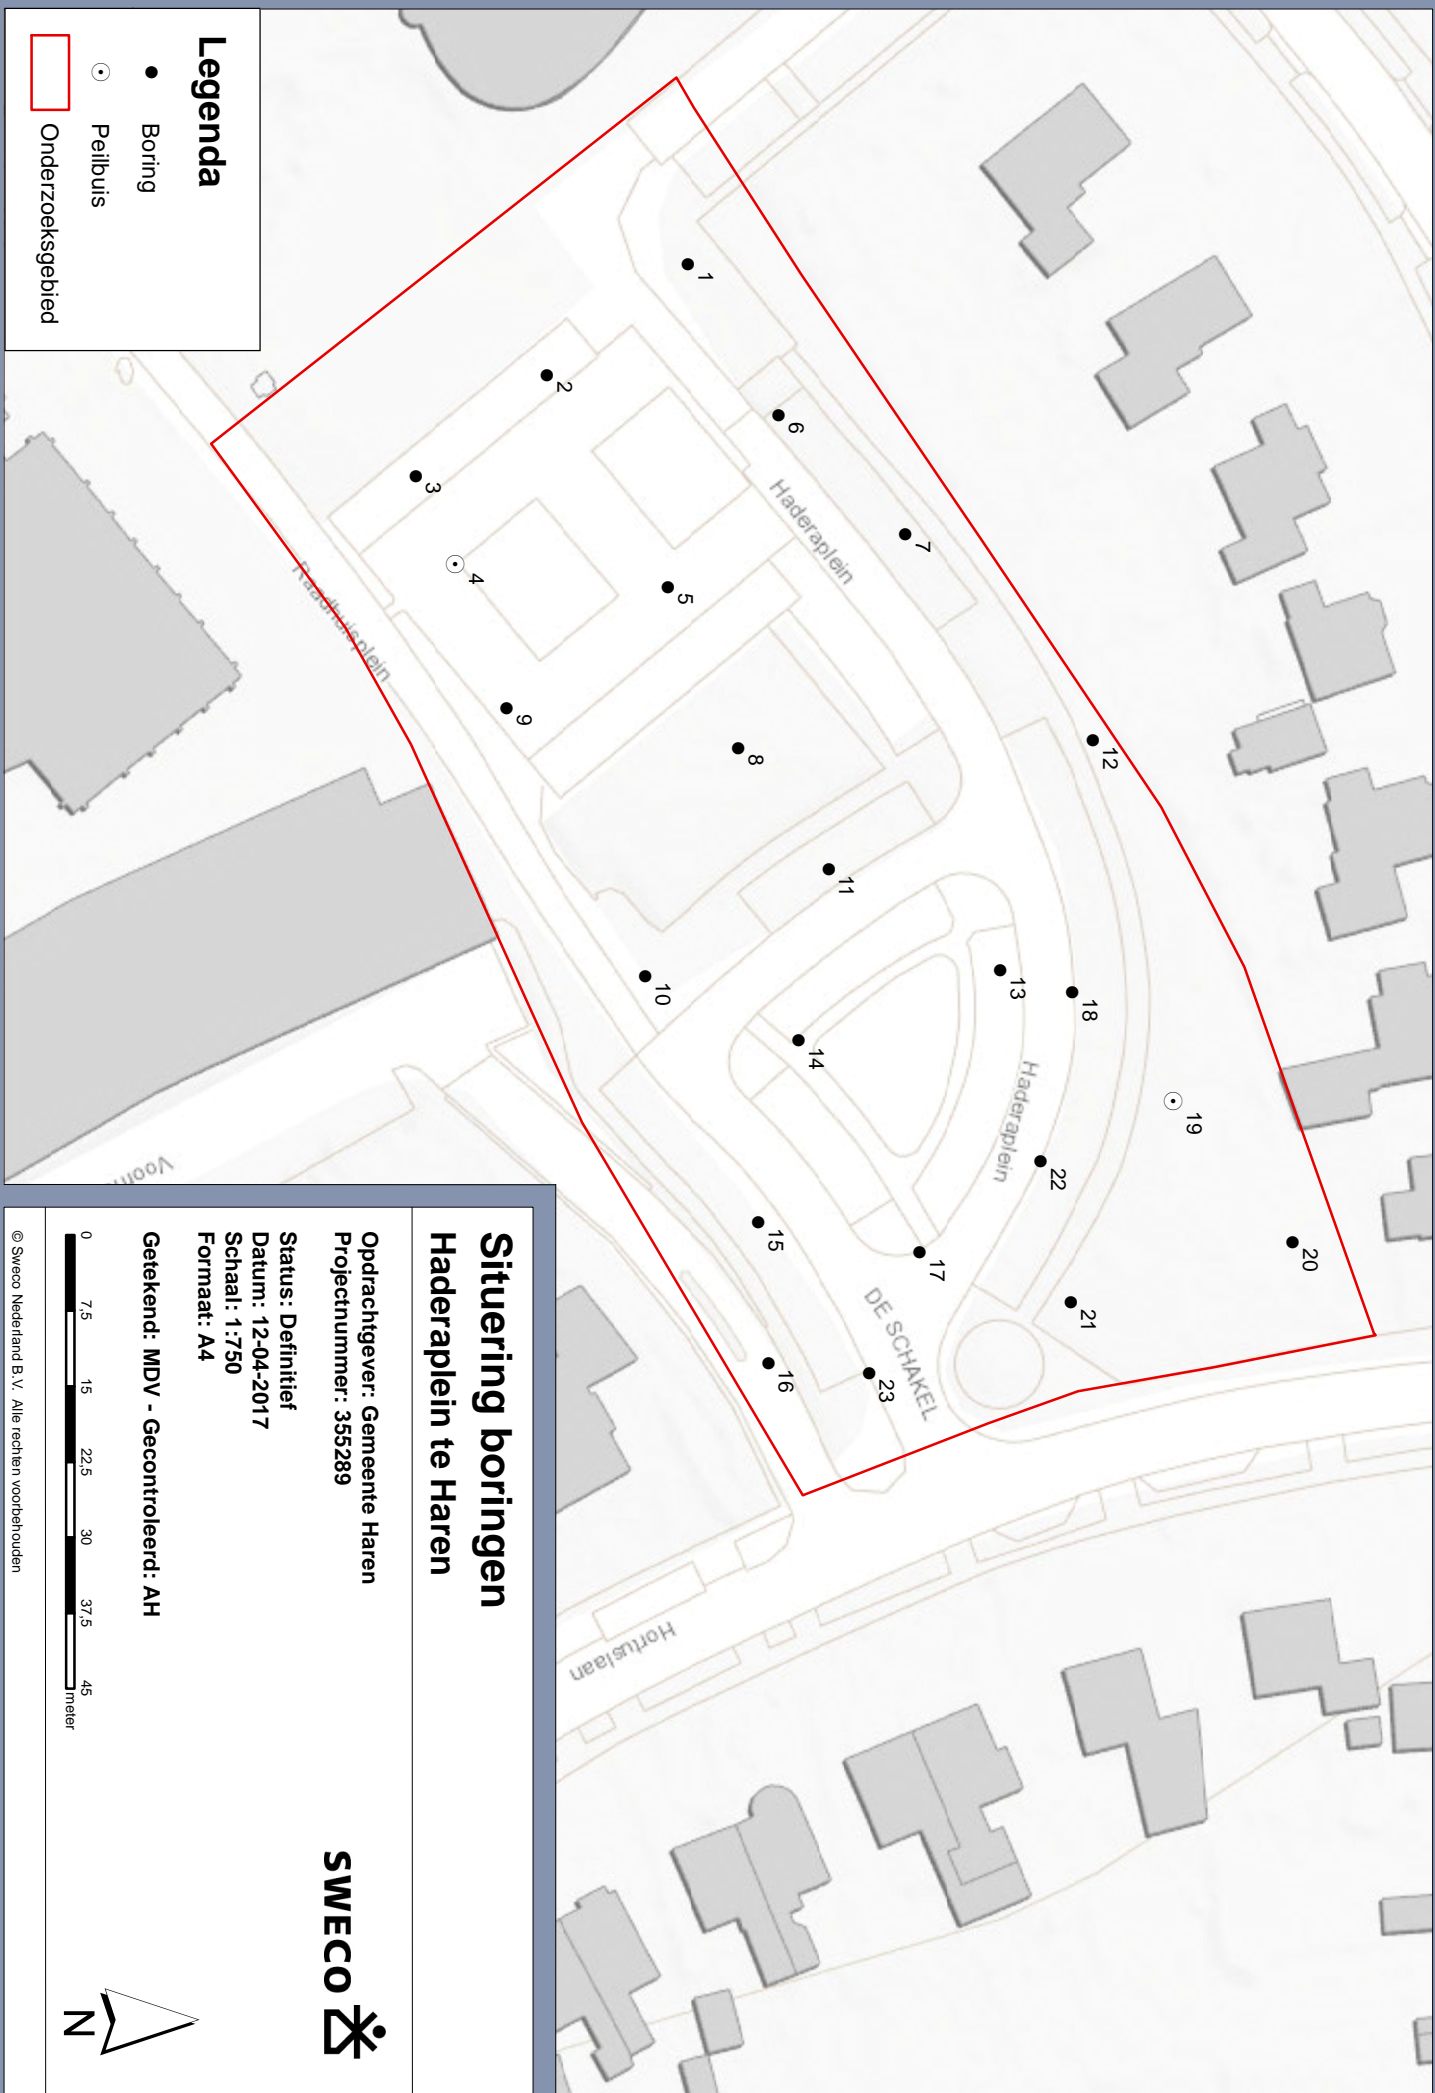 Haderaplein
Raadhuisplein
Haderaplein
DE SCHAKEL
Hortuslaan
1
2
3
4
5
6
7
8
9
10
11
12
13
14
15
16
17
18
19
20
21
22
23
Legenda
Boring
Peilbuis
Onderzoeksgebied
Situering boringen
Haderaplein te Haren
Opdrachtgever: Gemeente Haren
Projectnummer: 355289
Status: Definitief
Datum: 12-04-2017
Schaal: 1:750
Formaat: A4
Getekend: MDV - Gecontroleerd: AH
0 7,5 15 22,5 30 37,5 45
meter
© Sweco Nederland B.V. Alle rechten voorbehouden
SWECO
N